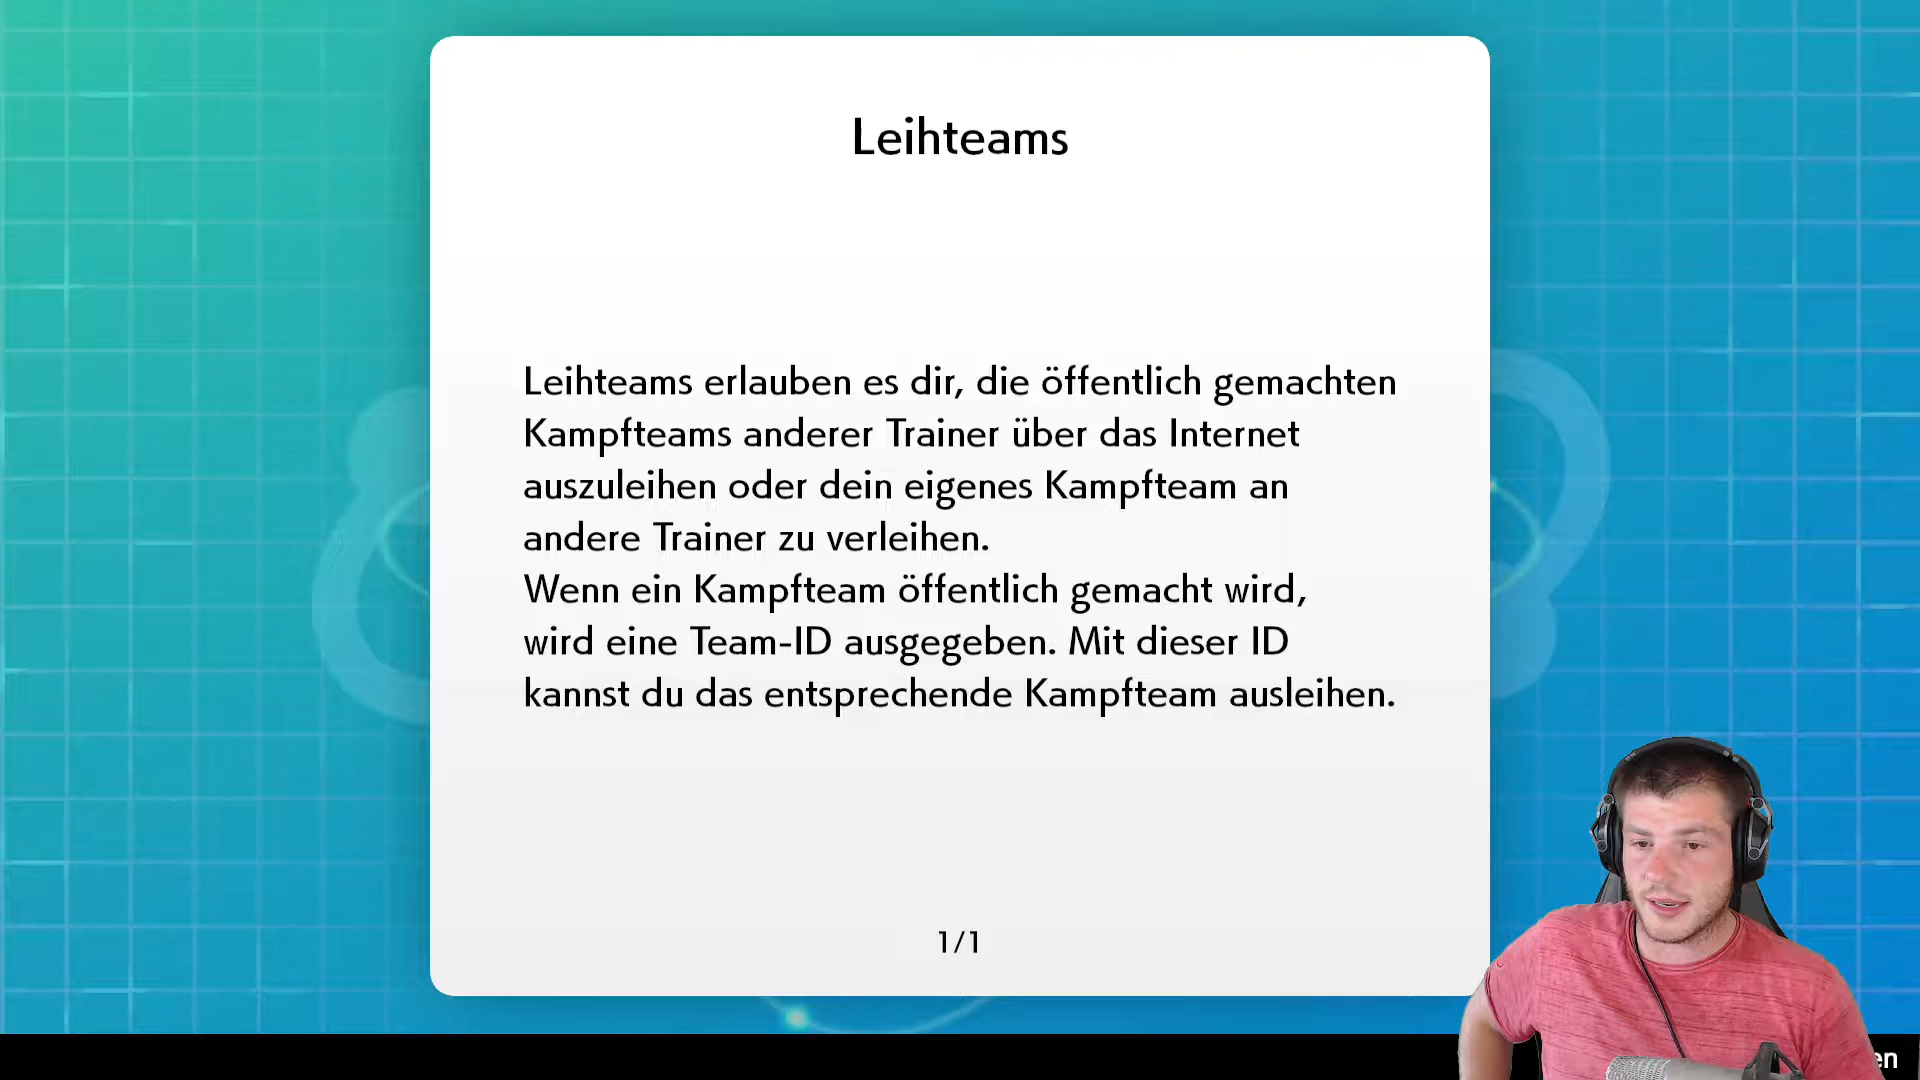 Leihteams
Leihteams erlauben es dir, die öffentlich gemachten
Kampfteams anderer Trainer über das Internet
auszuleihen oder dein eigenes Kampfteam an
andere Trainer zu verleihen.
Wenn ein Kampfteam öffentlich gemacht wird,
wird eine Team-ID ausgegeben. Mit dieser ID
kannst du das entsprechende Kampfteam ausleihen.
1/1